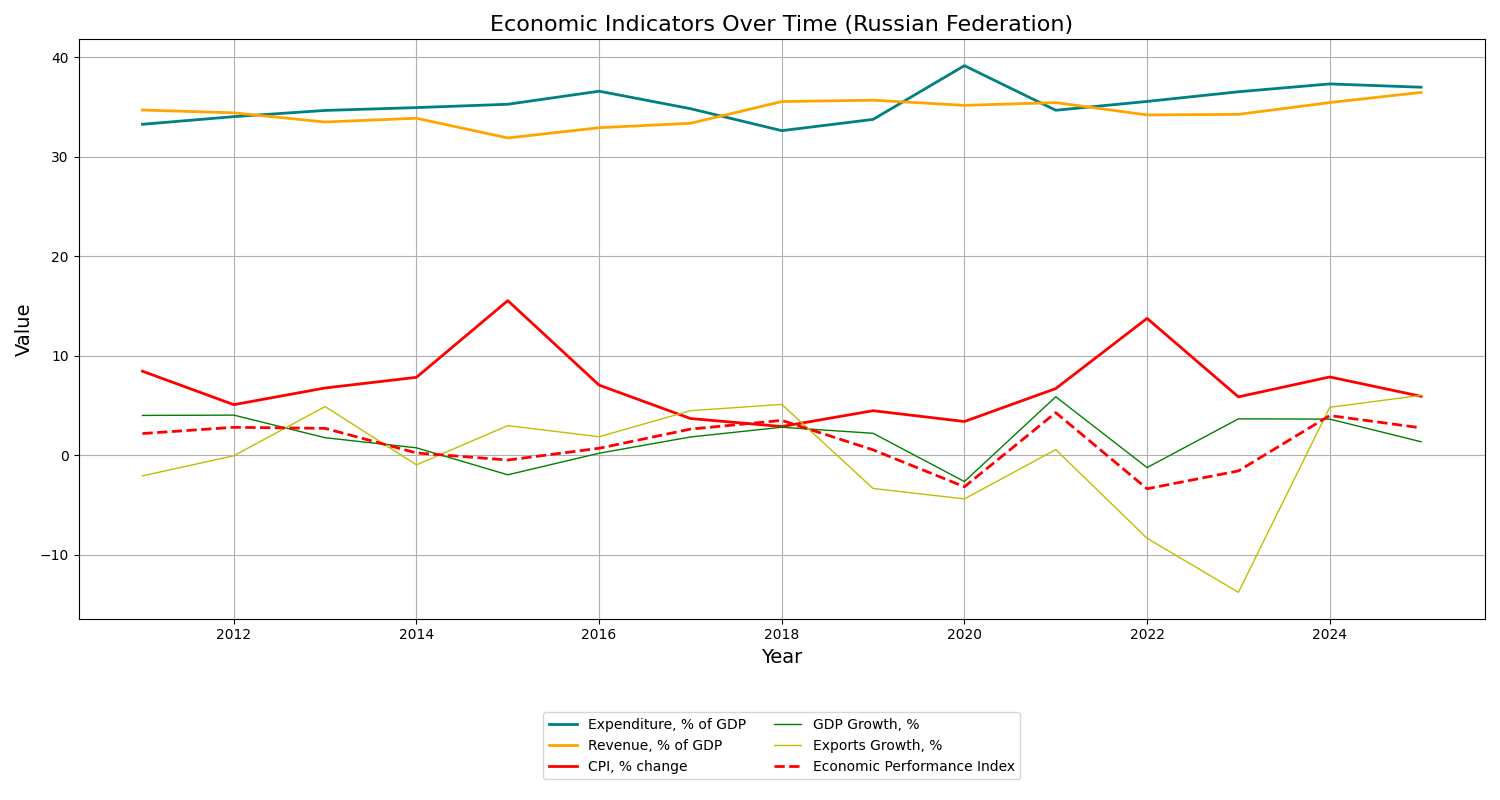 Economic Indicators Over Time (Russian Federation)
40
30
20
10
0
−10
Value
2012 2014 2016 2018 2020 2022 2024
Year
Expenditure, % of GDP
Revenue, % of GDP
CPI, % change
GDP Growth, %
Exports Growth, %
Economic Performance Index